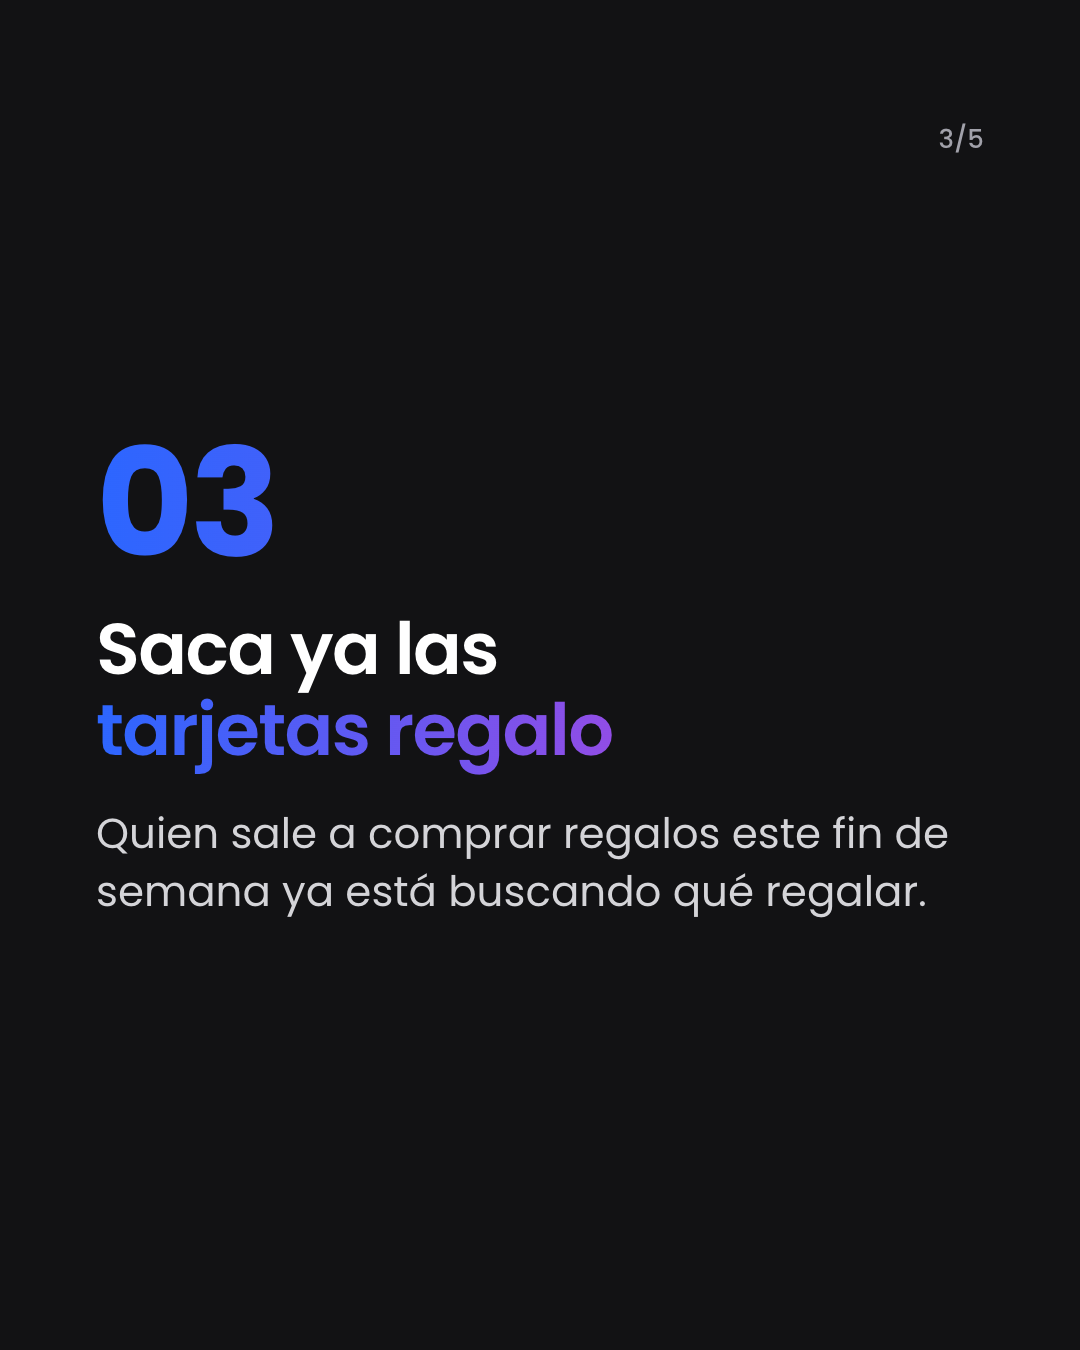 3/5
03
Saca ya las
tarjetas regalo
Quien sale a comprar regalos este fin de
semana ya está buscando qué regalar.